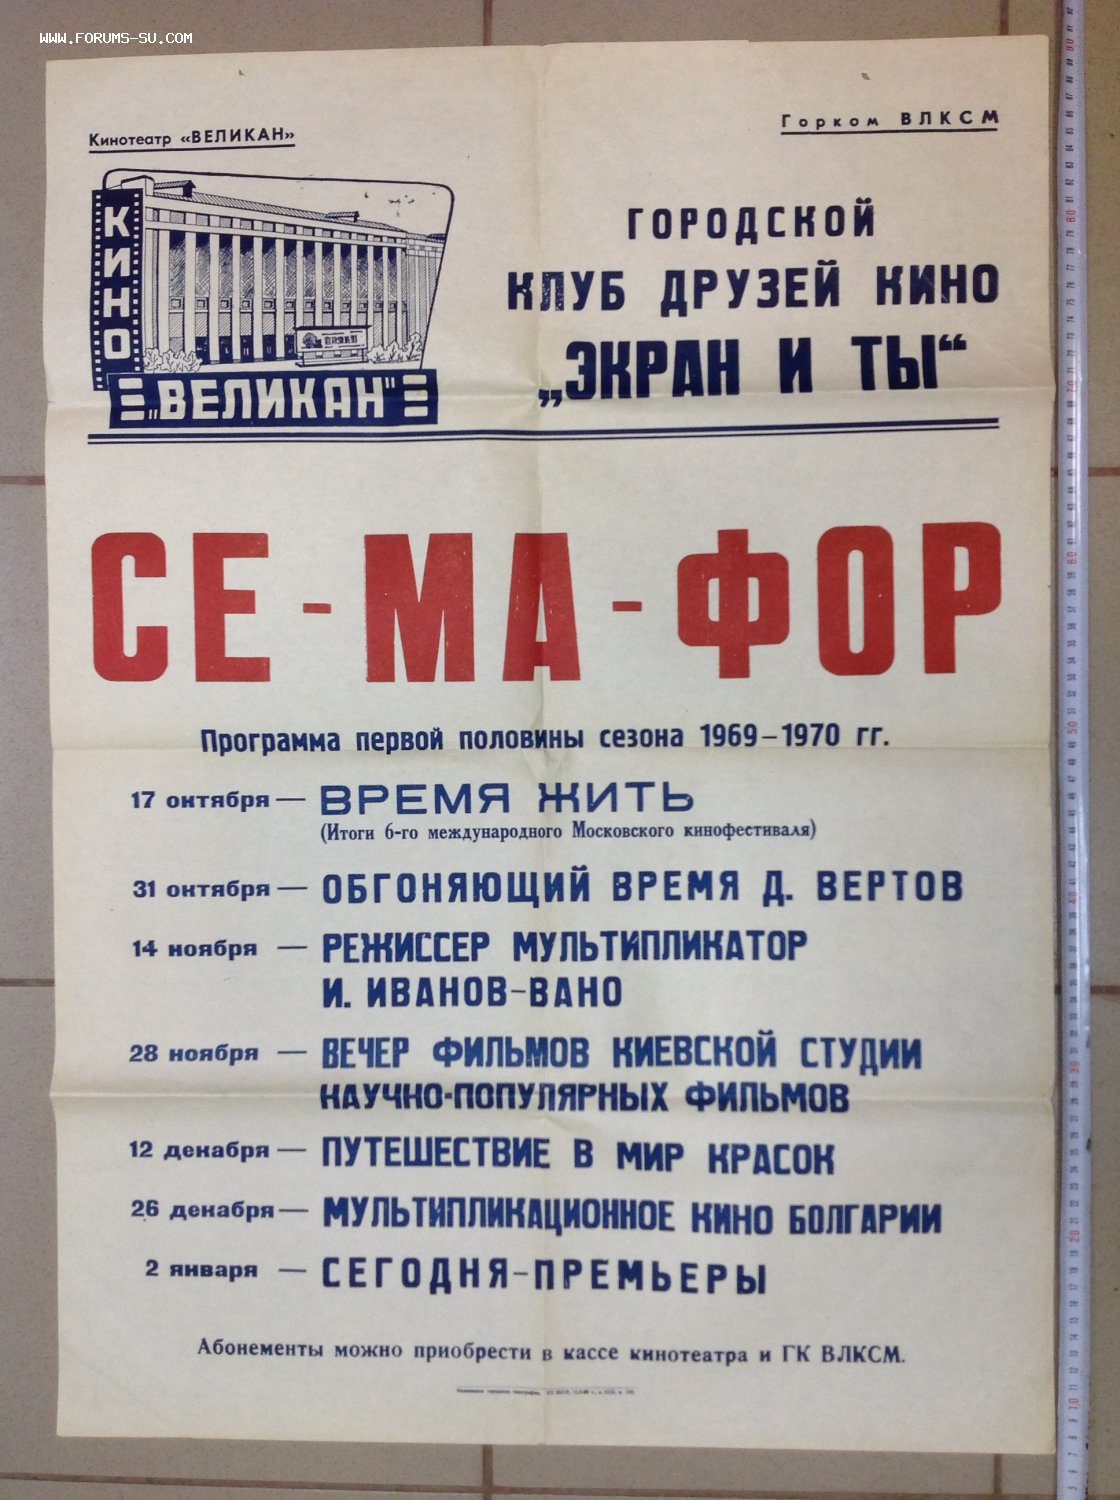 WWW.FORUMS-SU.COM
Кинотеатр «ВЕЛИКАН»
Горком ВЛКСМ
КИНО
„ВЕЛИКАН"
ГОРОДСКОЙ
КЛУБ ДРУЗЕЙ КИНО
„ЭКРАН И ТЫ“
СЕ-МА-ФОР
Программа первой половины сезона 1969–1970 гг.
17 октября — ВРЕМЯ ЖИТЬ
(Итоги 6-го международного Московского кинофестиваля)
31 октября — ОБГОНЯЮЩИЙ ВРЕМЯ Д. ВЕРТОВ
14 ноября — РЕЖИССЕР МУЛЬТИПЛИКАТОР
И. ИВАНОВ-ВАНО
28 ноября — ВЕЧЕР ФИЛЬМОВ КИЕВСКОЙ СТУДИИ
НАУЧНО-ПОПУЛЯРНЫХ ФИЛЬМОВ
12 декабря — ПУТЕШЕСТВИЕ В МИР КРАСОК
26 декабря — МУЛЬТИПЛИКАЦИОННОЕ КИНО БОЛГАРИИ
2 января — СЕГОДНЯ-ПРЕМЬЕРЫ
Абонементы можно приобрести в кассе кинотеатра и ГК ВЛКСМ.